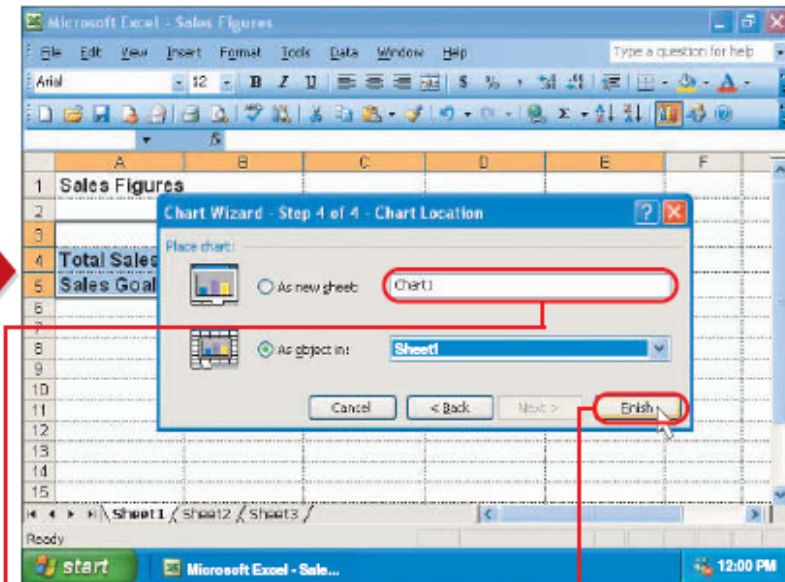 Microsoft Excel - Sales Figures
File Edit View Insert Format Tools Data Window Help Type a question for help
Arial 12 B I U $ % ,
Σ
fx
A B C D E F
1 Sales Figures
2
3
4 Total Sales
5 Sales Goal
6
7
8
9
10
11
12
13
14
15
Chart Wizard - Step 4 of 4 - Chart Location
Place chart:
As new sheet: Chart1
As object in: Sheet1
Cancel < Back Next > Finish
Sheet1 / Sheet2 / Sheet3 /
Ready
start Microsoft Excel - Sale... 12:00 PM